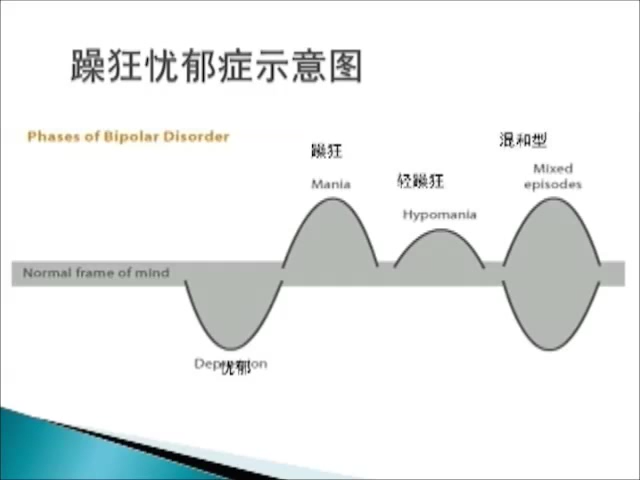 躁狂忧郁症示意图
Phases of Bipolar Disorder
躁狂
Mania
轻躁狂
Hypomania
混和型
Mixed
episodes
Normal frame of mind
Depression
忧郁